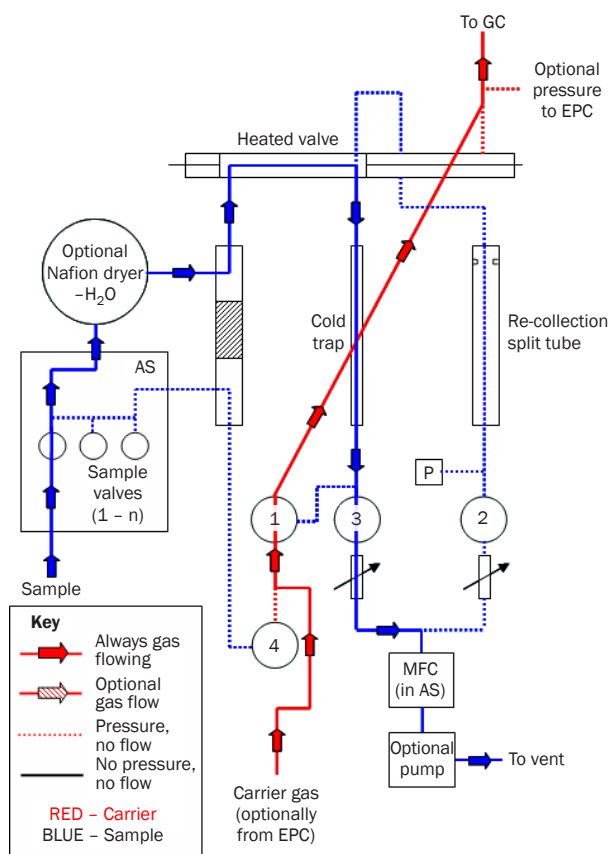 To GC
Optional
pressure
to EPC
Heated valve
Optional
Nafion dryer
–H₂O
AS
Cold
trap
Re-collection
split tube
P
Sample
valves
(1 – n)
1
3
2
Sample
4
MFC
(in AS)
Optional
pump
To vent
Carrier gas
(optionally
from EPC)
Key
Always gas
flowing
Optional
gas flow
Pressure,
no flow
No pressure,
no flow
RED – Carrier
BLUE – Sample